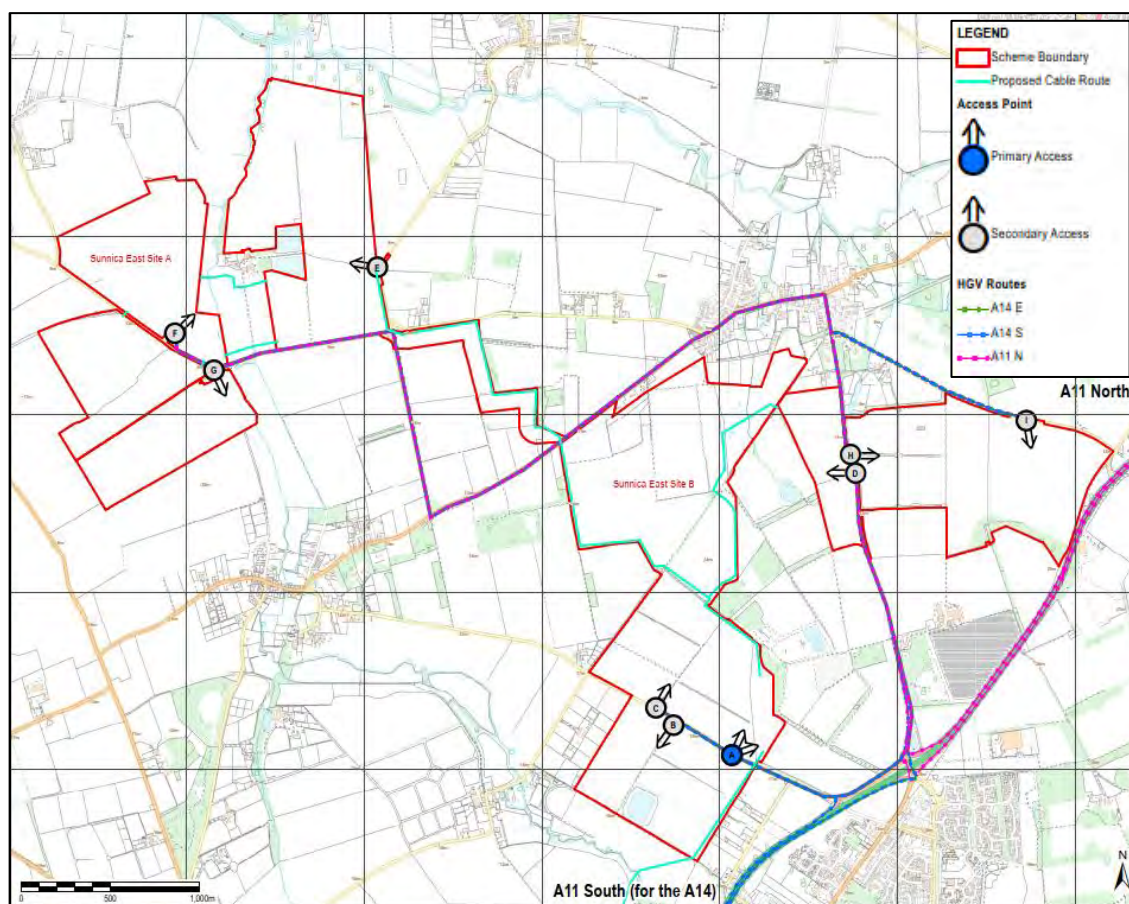 LEGEND
Scheme Boundary
Proposed Cable Route
Access Point
Primary Access
Secondary Access
HGV Routes
A14 E
A14 S
A11 N
A11 North
Sunnica East Site A
E
F
G
I
H
D
Sunnica East Site B
C
B
A
N
0 500 1,000m
A11 South (for the A14)